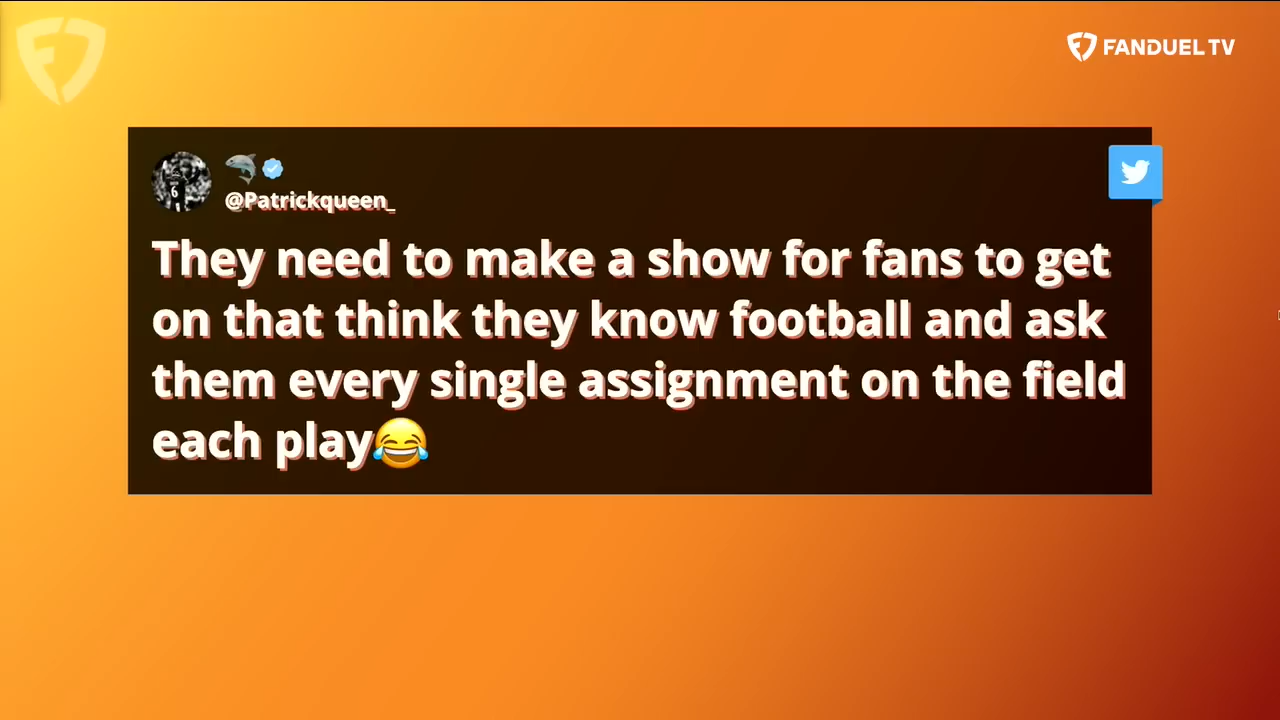 FANDUEL TV
@Patrickqueen_
6
They need to make a show for fans to get
on that think they know football and ask
them every single assignment on the field
each play😂